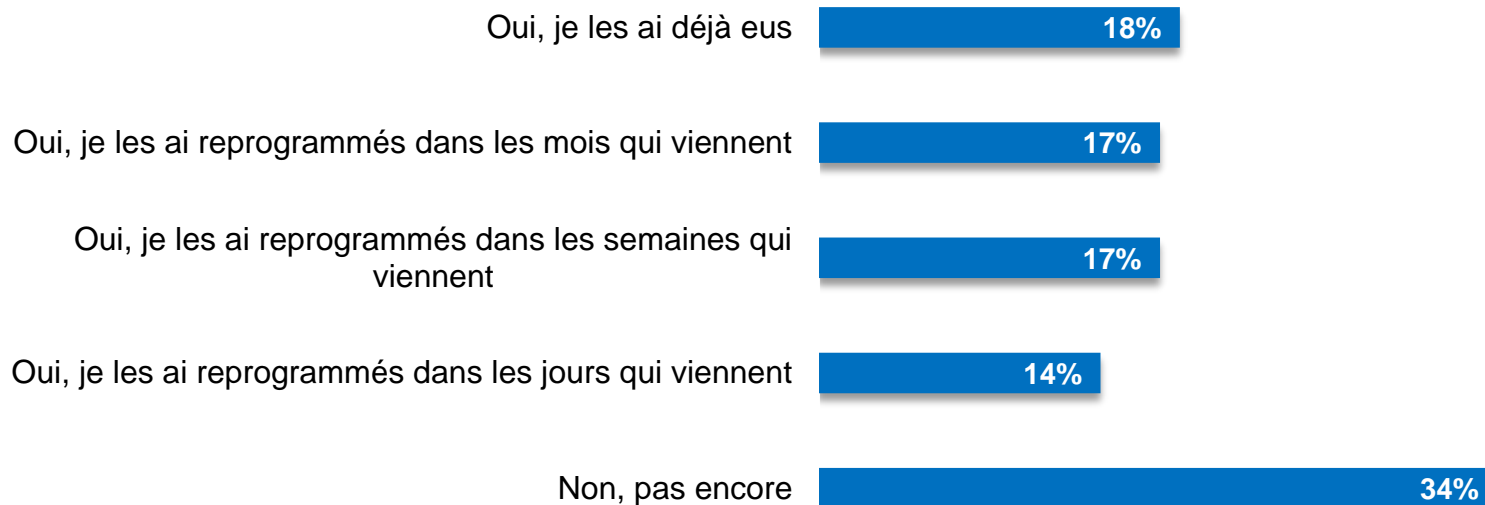 Oui, je les ai déjà eus 18%
Oui, je les ai reprogrammés dans les mois qui viennent 17%
Oui, je les ai reprogrammés dans les semaines qui
viennent 17%
Oui, je les ai reprogrammés dans les jours qui viennent 14%
Non, pas encore 34%